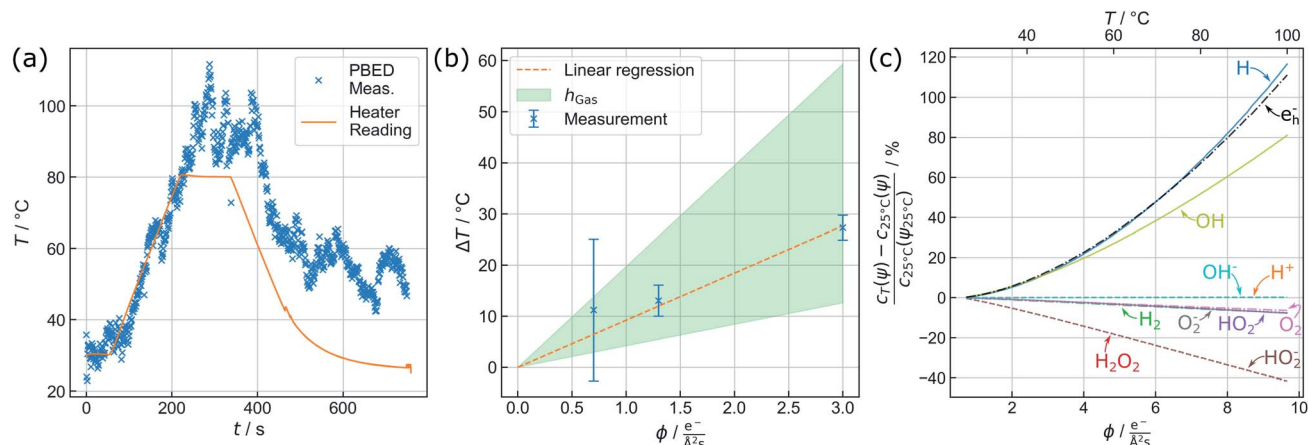 (a)
T / °C
100
80
60
40
20
0
200
400
600
t / s
PBED
Meas.
Heater
Reading
(b)
ΔT / °C
60
50
40
30
20
10
0
0.0
0.5
1.0
1.5
2.0
2.5
3.0
ϕ / e⁻/Å²s
Linear regression
h_Gas
Measurement
(c)
T / °C
40
60
80
100
c_T(ψ) − c_25°C(ψ) / c_25°C(ψ_25°C) / %
120
100
80
60
40
20
0
−20
−40
2
4
6
8
10
ϕ / e⁻/Å²s
H
e⁻_h
OH
OH⁻ H⁺
H₂ O₂⁻ HO₂ O₂
H₂O₂
HO₂⁻